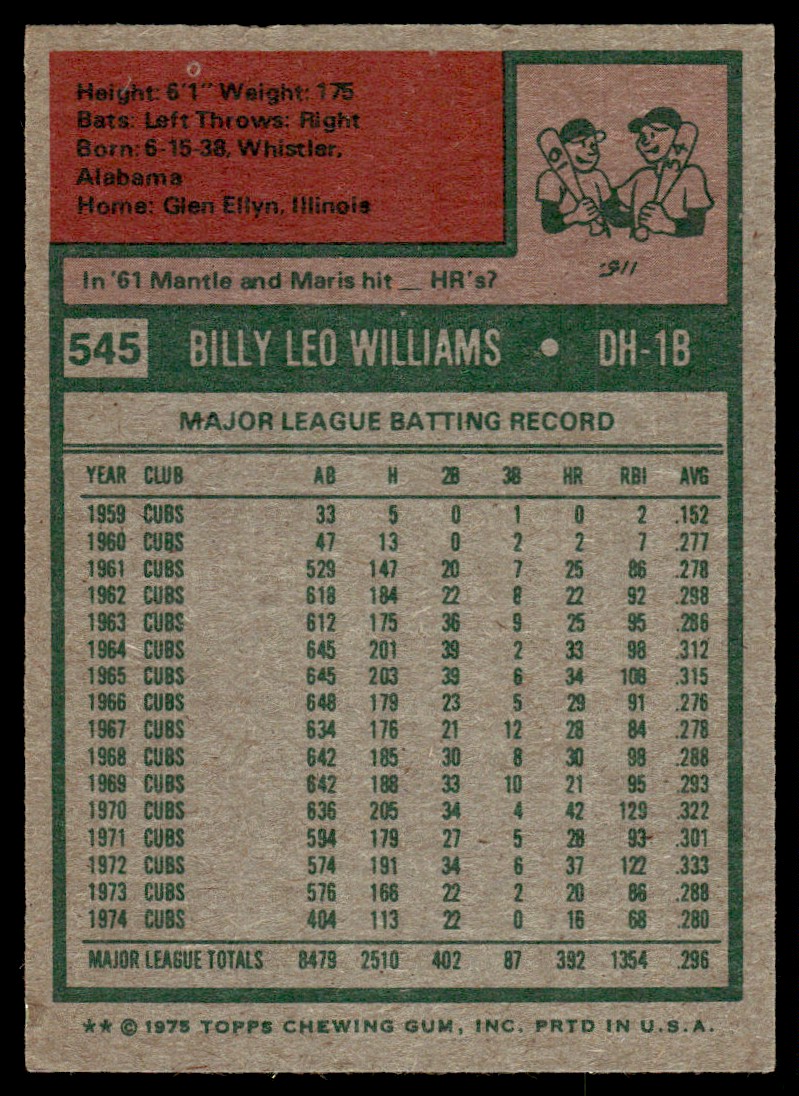 Height: 6'1" Weight: 175
Bats: Left Throws: Right
Born: 6-15-38, Whistler,
Alabama
Home: Glen Ellyn, Illinois
61 54
115.
In '61 Mantle and Maris hit __ HR's?
545 BILLY LEO WILLIAMS • DH-1B
MAJOR LEAGUE BATTING RECORD
YEAR CLUB AB H 2B 3B HR RBI AVG
1959 CUBS 33 5 0 1 0 2 .152
1960 CUBS 47 13 0 2 2 7 .277
1961 CUBS 529 147 20 7 25 86 .278
1962 CUBS 618 184 22 8 22 92 .298
1963 CUBS 612 175 36 9 25 95 .286
1964 CUBS 645 201 39 2 33 98 .312
1965 CUBS 645 203 39 6 34 108 .315
1966 CUBS 648 179 23 5 29 91 .276
1967 CUBS 634 176 21 12 28 84 .278
1968 CUBS 642 185 30 8 30 98 .288
1969 CUBS 642 188 33 10 21 95 .293
1970 CUBS 636 205 34 4 42 129 .322
1971 CUBS 594 179 27 5 28 93 .301
1972 CUBS 574 191 34 6 37 122 .333
1973 CUBS 576 166 22 2 20 86 .288
1974 CUBS 404 113 22 0 16 68 .280
MAJOR LEAGUE TOTALS 8479 2510 402 87 392 1354 .296
** © 1975 TOPPS CHEWING GUM, INC. PRTD IN U.S.A.